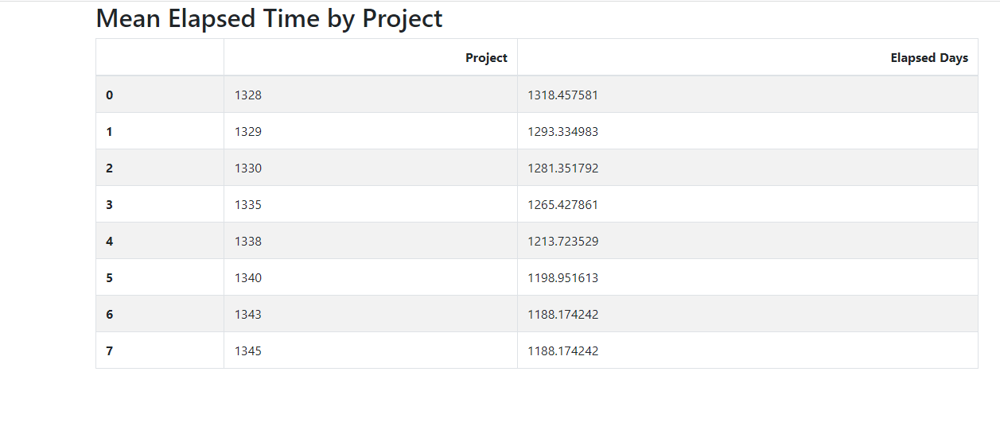 Mean Elapsed Time by Project
Project Elapsed Days
0 1328 1318.457581
1 1329 1293.334983
2 1330 1281.351792
3 1335 1265.427861
4 1338 1213.723529
5 1340 1198.951613
6 1343 1188.174242
7 1345 1188.174242